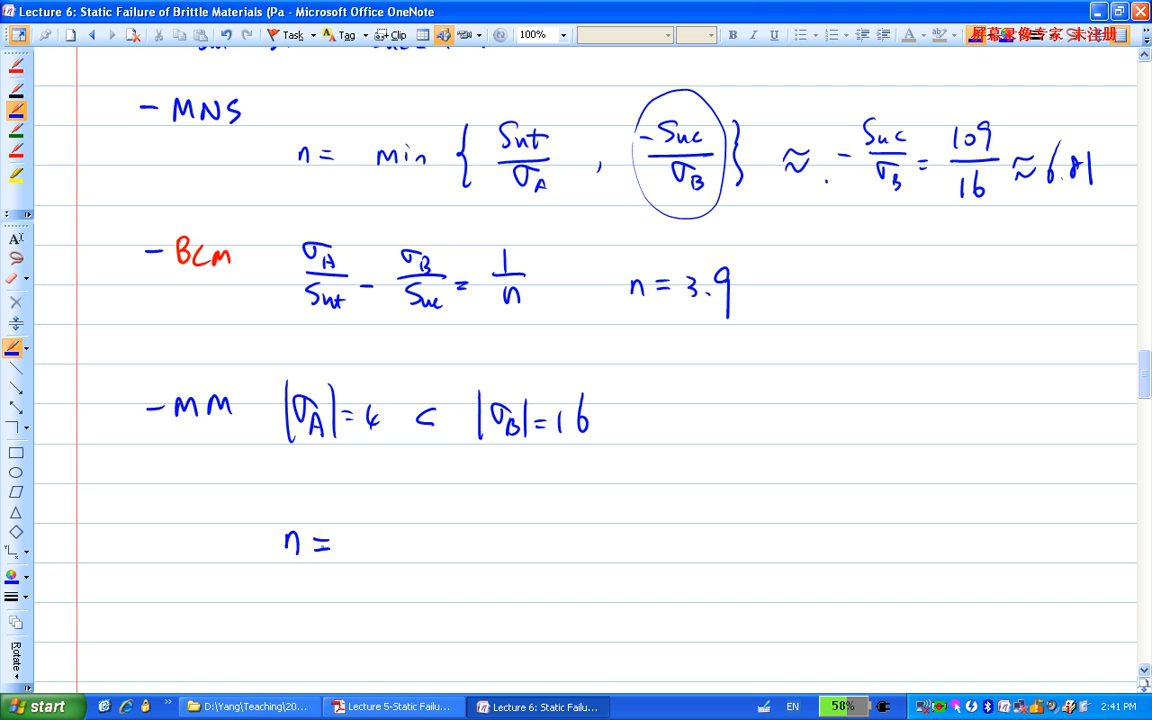 Lecture 6: Static Failure of Brittle Materials (Pa - Microsoft Office OneNote
Task Tag Clip 100% B I U
屏幕录像专家 未注册
- MNS
n = min { Sut/σA , -Suc/σB } ≈ - Suc/σB = 109/16 ≈ 6.81
- BCM σA/Sut - σB/Suc = 1/n n = 3.9
- MM |σA| = 4 < |σB| = 16
n =
Rotate
start D:\Yang\Teaching\20... Lecture 5-Static Failu... Lecture 6: Static Failu... EN 58% 2:41 PM